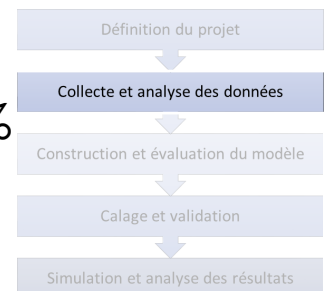 Définition du projet
Collecte et analyse des données
%
Construction et évaluation du modèle
Calage et validation
Simulation et analyse des résultats